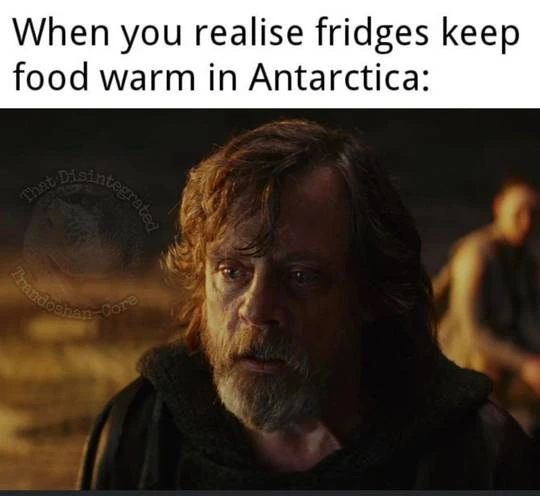 When you realise fridges keep
food warm in Antarctica:
That Disintegrated
Trandoshan-Core